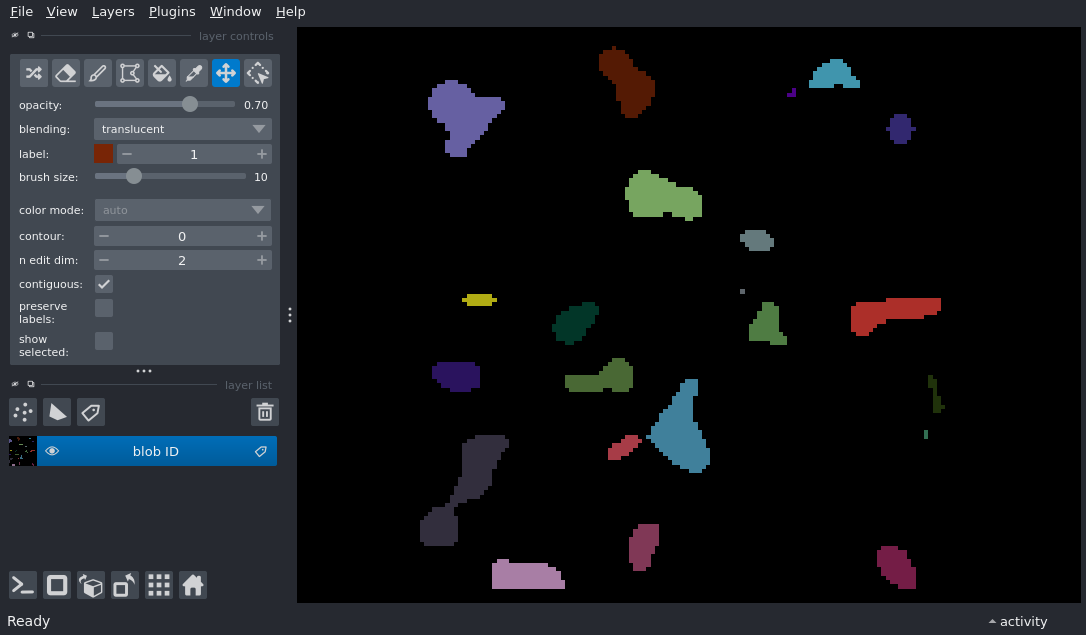 File View Layers Plugins Window Help
layer controls
opacity: 0.70
blending: translucent
label: 1
brush size: 10
color mode: auto
contour: 0
n edit dim: 2
contiguous:
preserve
labels:
show
selected:
layer list
blob ID
Ready
activity